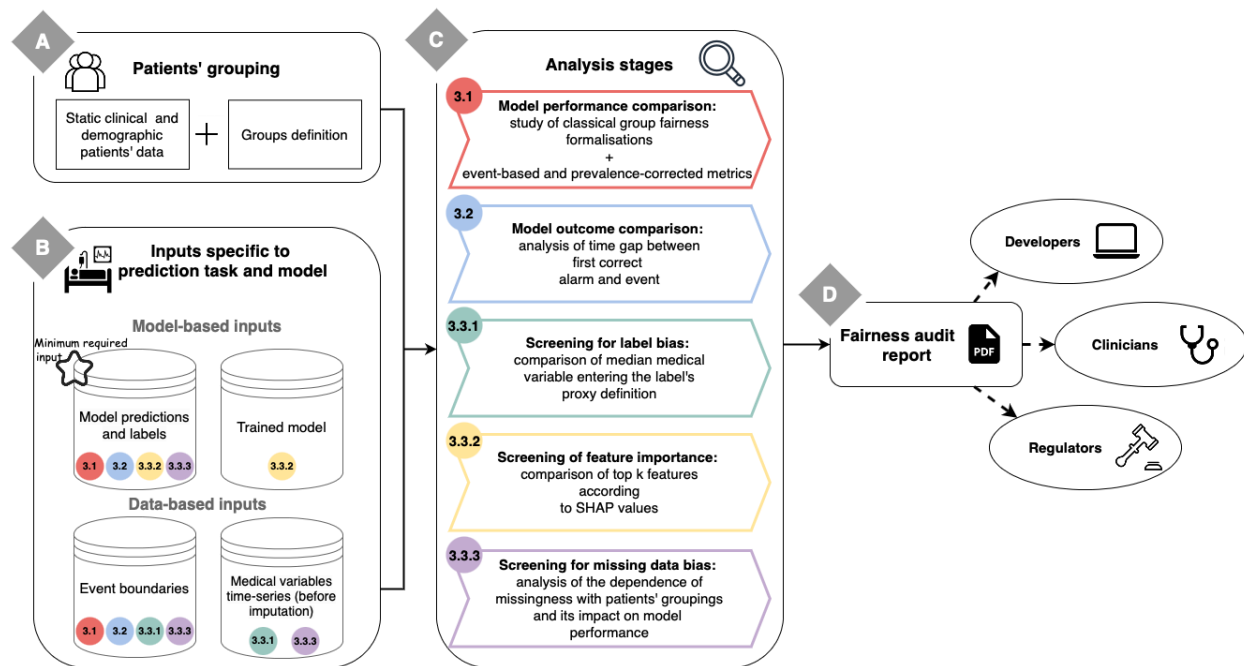 A
Patients' grouping
Static clinical and
demographic
patients' data
+
Groups definition
B
Inputs specific to
prediction task and model
Model-based inputs
Minimum required
input
Model predictions
and labels
3.1 3.2 3.3.2 3.3.3
Trained model
3.3.2
Data-based inputs
Event boundaries
3.1 3.2 3.3.1 3.3.3
Medical variables
time-series (before
imputation)
3.3.1 3.3.3
C
Analysis stages
3.1
Model performance comparison:
study of classical group fairness
formalisations
+
event-based and prevalence-corrected metrics
3.2
Model outcome comparison:
analysis of time gap between
first correct
alarm and event
3.3.1
Screening for label bias:
comparison of median medical
variable entering the label's
proxy definition
3.3.2
Screening of feature importance:
comparison of top k features
according
to SHAP values
3.3.3
Screening for missing data bias:
analysis of the dependence of
missingness with patients' groupings
and its impact on model
performance
D
Fairness audit
report
PDF
Developers
Clinicians
Regulators